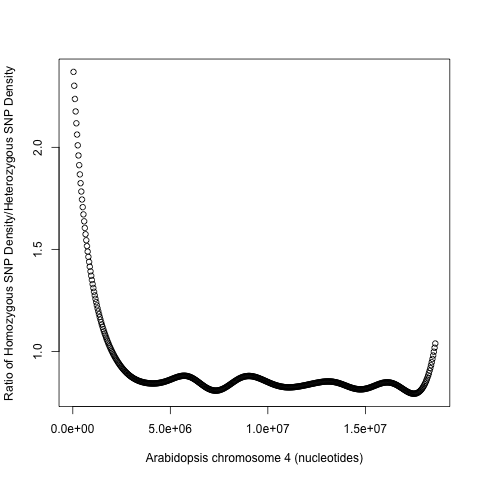 Ratio of Homozygous SNP Density/Heterozygous SNP Density
2.0
1.5
1.0
0.0e+00 5.0e+06 1.0e+07 1.5e+07
Arabidopsis chromosome 4 (nucleotides)